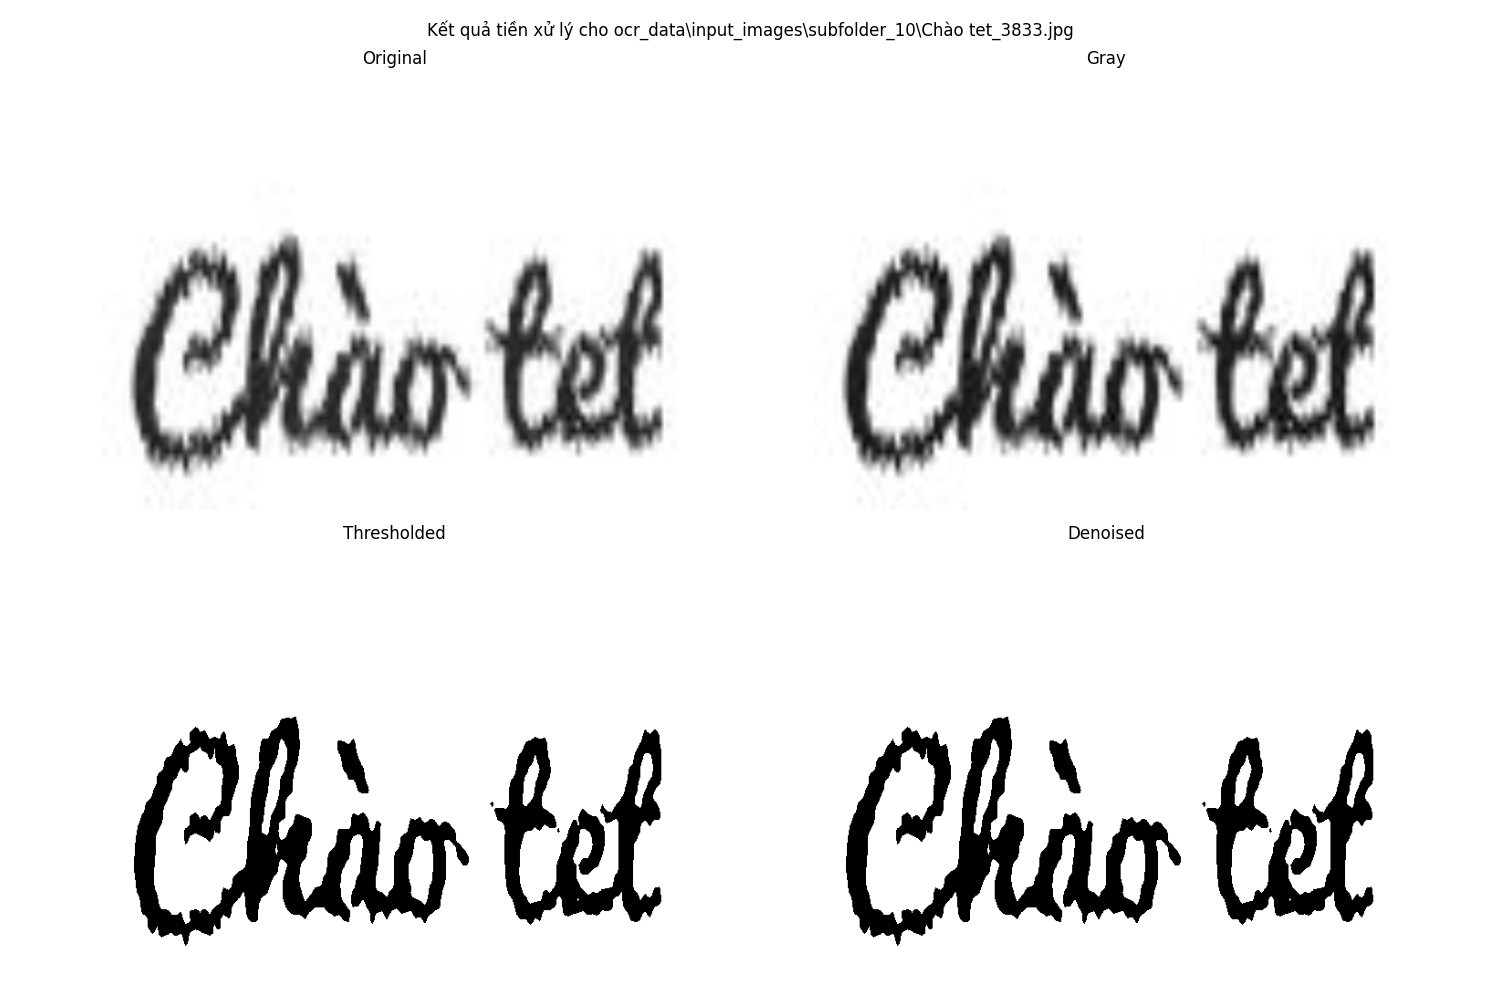 Kết quả tiền xử lý cho ocr_data\input_images\subfolder_10\Chào tet_3833.jpg
Original
Gray
Chào tet
Chào tet
Thresholded
Denoised
Chào tet
Chào tet